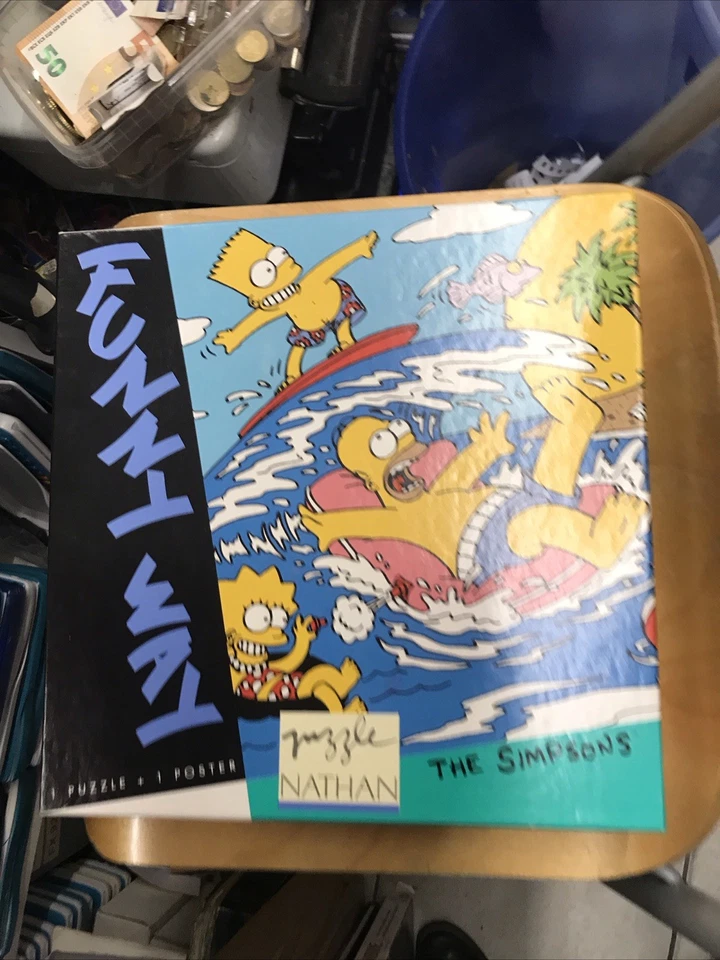 50
FUNNY WAY
1 PUZZLE + 1 POSTER
puzzle
NATHAN
THE SIMPSONS